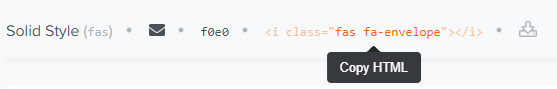 Solid Style (fas) • • f0e0 • <i class="fas fa-envelope"></i> •
Copy HTML